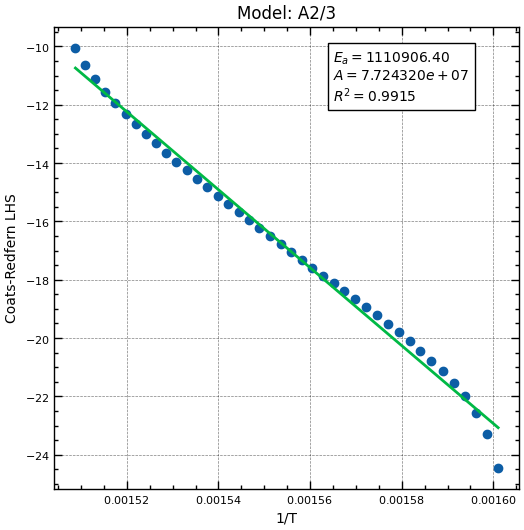 Model: A2/3
E_a = 1110906.40
A = 7.724320e + 07
R² = 0.9915
−10
−12
−14
−16
−18
−20
−22
−24
Coats-Redfern LHS
0.00152 0.00154 0.00156 0.00158 0.00160
1/T